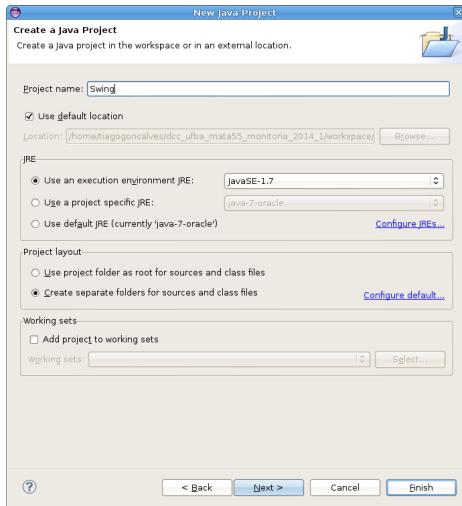 New Java Project
Create a Java Project
Create a Java project in the workspace or in an external location.
Project name: Swing
Use default location
Location: /home/tiagogoncalves/dcc_ufba_mata55_monitoria_2014_1/workspace/ Browse...
JRE
Use an execution environment JRE: JavaSE-1.7
Use a project specific JRE: java-7-oracle
Use default JRE (currently 'java-7-oracle') Configure JREs...
Project layout
Use project folder as root for sources and class files
Create separate folders for sources and class files Configure default...
Working sets
Add project to working sets
Working sets: Select...
? < Back Next > Cancel Finish